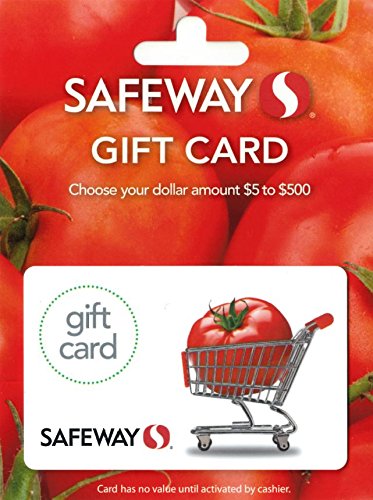 SAFEWAY ®
GIFT CARD
Choose your dollar amount $5 to $500
gift
card
SAFEWAY ®
Card has no value until activated by cashier.